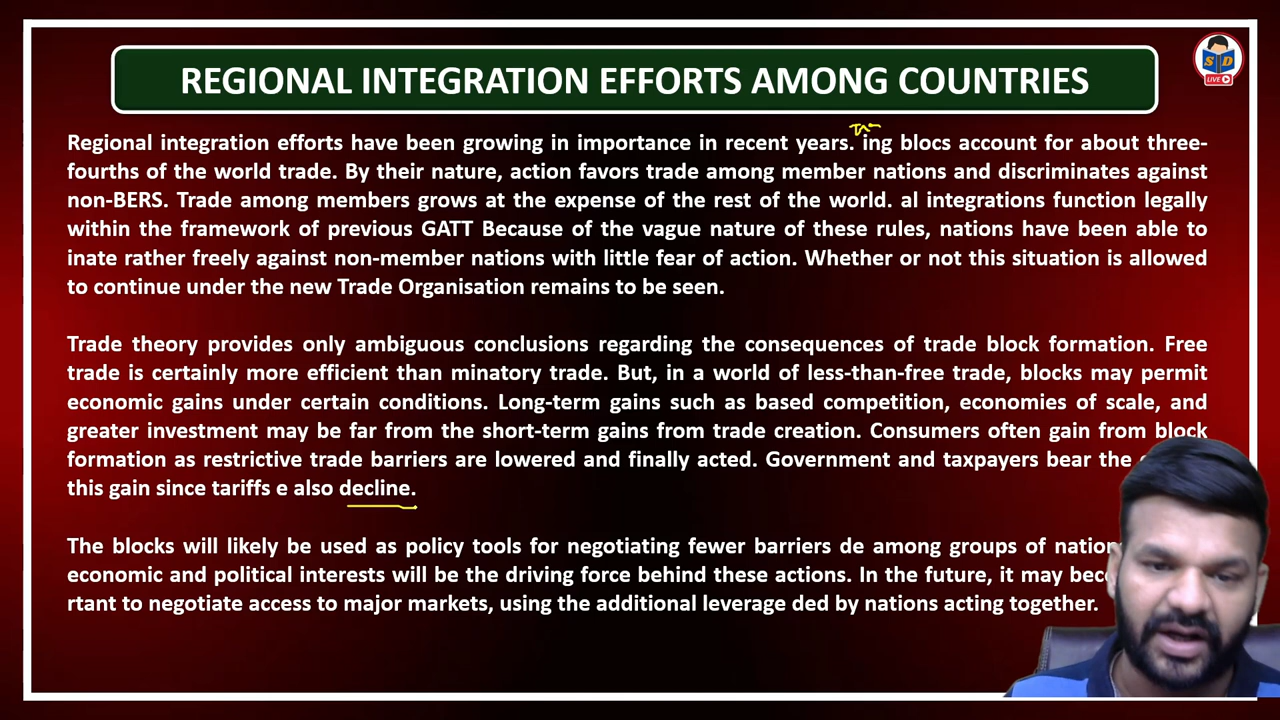 REGIONAL INTEGRATION EFFORTS AMONG COUNTRIES
S D
LIVE
Regional integration efforts have been growing in importance in recent years. ing blocs account for about three-
fourths of the world trade. By their nature, action favors trade among member nations and discriminates against
non-BERS. Trade among members grows at the expense of the rest of the world. al integrations function legally
within the framework of previous GATT Because of the vague nature of these rules, nations have been able to
inate rather freely against non-member nations with little fear of action. Whether or not this situation is allowed
to continue under the new Trade Organisation remains to be seen.
Trade theory provides only ambiguous conclusions regarding the consequences of trade block formation. Free
trade is certainly more efficient than minatory trade. But, in a world of less-than-free trade, blocks may permit
economic gains under certain conditions. Long-term gains such as based competition, economies of scale, and
greater investment may be far from the short-term gains from trade creation. Consumers often gain from block
formation as restrictive trade barriers are lowered and finally acted. Government and taxpayers bear the
this gain since tariffs e also decline.
The blocks will likely be used as policy tools for negotiating fewer barriers de among groups of
economic and political interests will be the driving force behind these actions. In the future, it may
rtant to negotiate access to major markets, using the additional leverage ded by nations acting together.